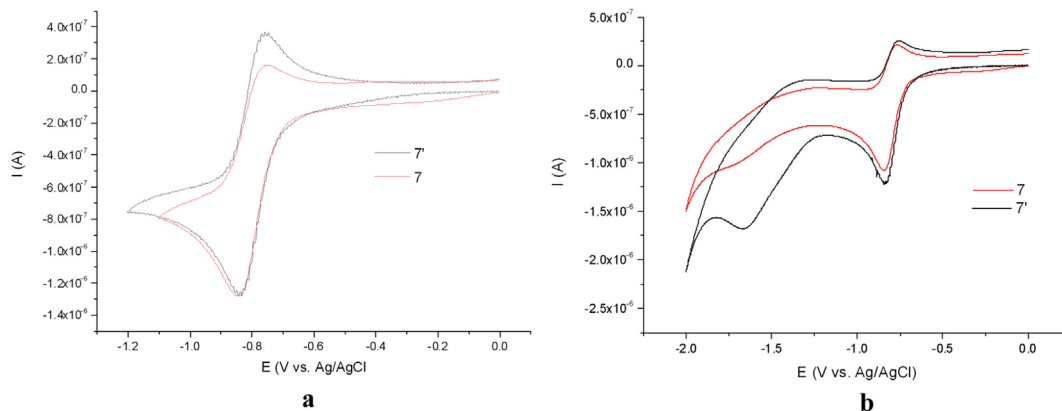 4.0x10⁻⁷
2.0x10⁻⁷
0.0
-2.0x10⁻⁷
-4.0x10⁻⁷
-6.0x10⁻⁷
-8.0x10⁻⁷
-1.0x10⁻⁶
-1.2x10⁻⁶
-1.4x10⁻⁶
I (A)
7'
7
-1.2 -1.0 -0.8 -0.6 -0.4 -0.2 0.0
E (V vs. Ag/AgCl
a
5.0x10⁻⁷
0.0
-5.0x10⁻⁷
-1.0x10⁻⁶
-1.5x10⁻⁶
-2.0x10⁻⁶
-2.5x10⁻⁶
I (A)
7
7'
-2.0 -1.5 -1.0 -0.5 0.0
E (V vs. Ag/AgCl)
b